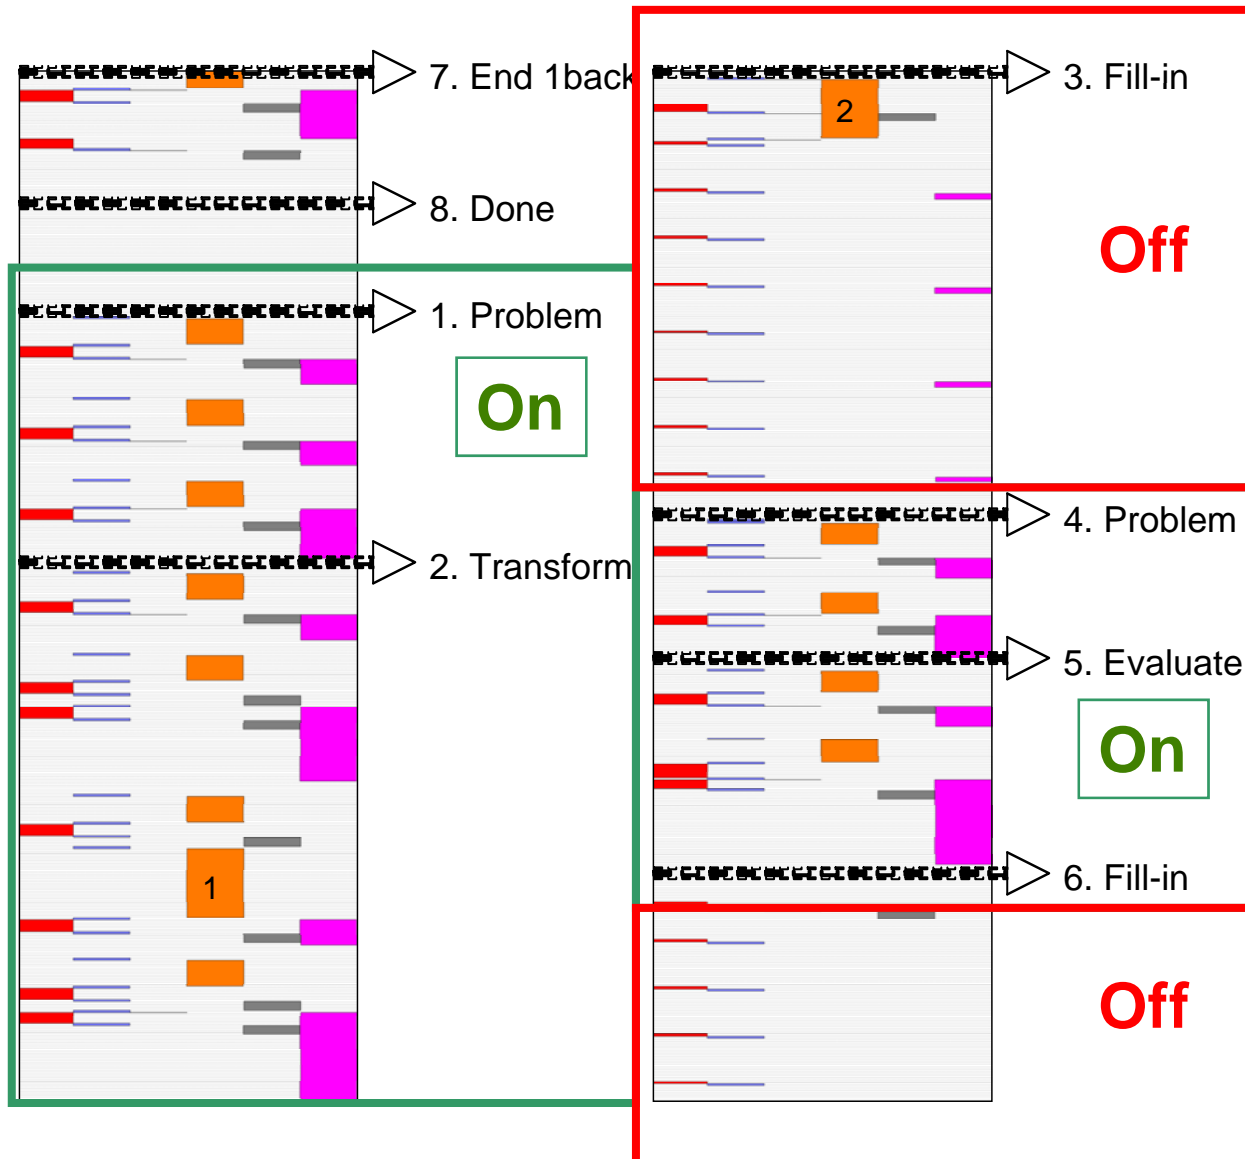 7. End 1back
8. Done
1. Problem
On
2. Transform
1
3. Fill-in
2
Off
4. Problem
5. Evaluate
On
6. Fill-in
Off